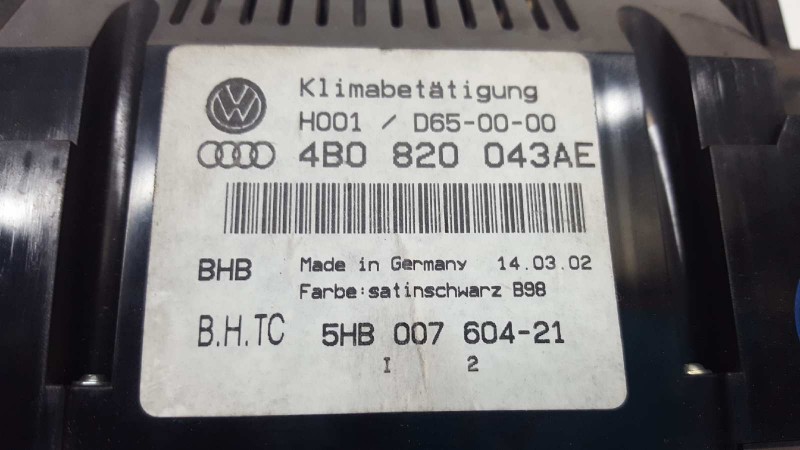 Klimabetätigung
H001 / D65-00-00
4B0 820 043AE
BHB Made in Germany 14.03.02
Farbe:satinschwarz B98
B.H.TC 5HB 007 604-21
I 2